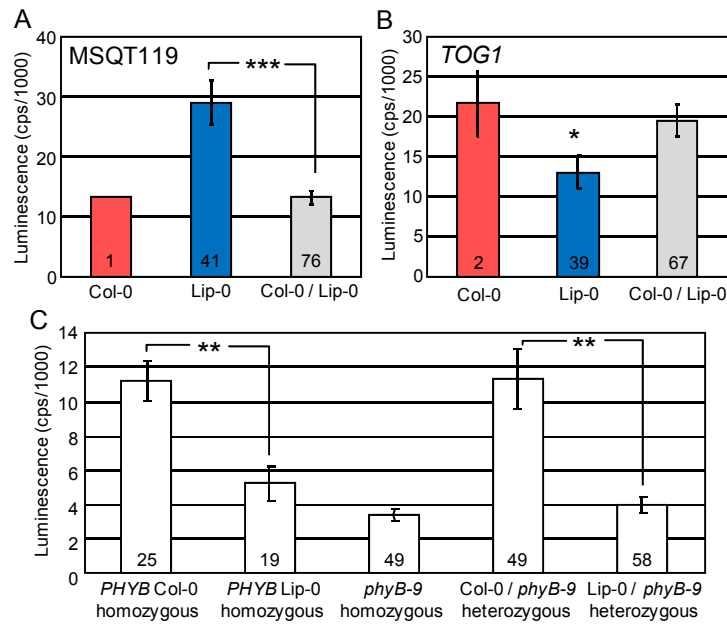 A
MSQT119
Luminescence (cps/1000)
40
30
20
10
0
***
1
41
76
Col-0
Lip-0
Col-0 / Lip-0
B
TOG1
Luminescence (cps/1000)
30
25
20
15
10
5
0
*
2
39
67
Col-0
Lip-0
Col-0 / Lip-0
C
Luminescence (cps/1000)
14
12
10
8
6
4
2
0
**
**
25
19
49
49
58
PHYB Col-0
homozygous
PHYB Lip-0
homozygous
phyB-9
homozygous
Col-0 / phyB-9
heterozygous
Lip-0 / phyB-9
heterozygous